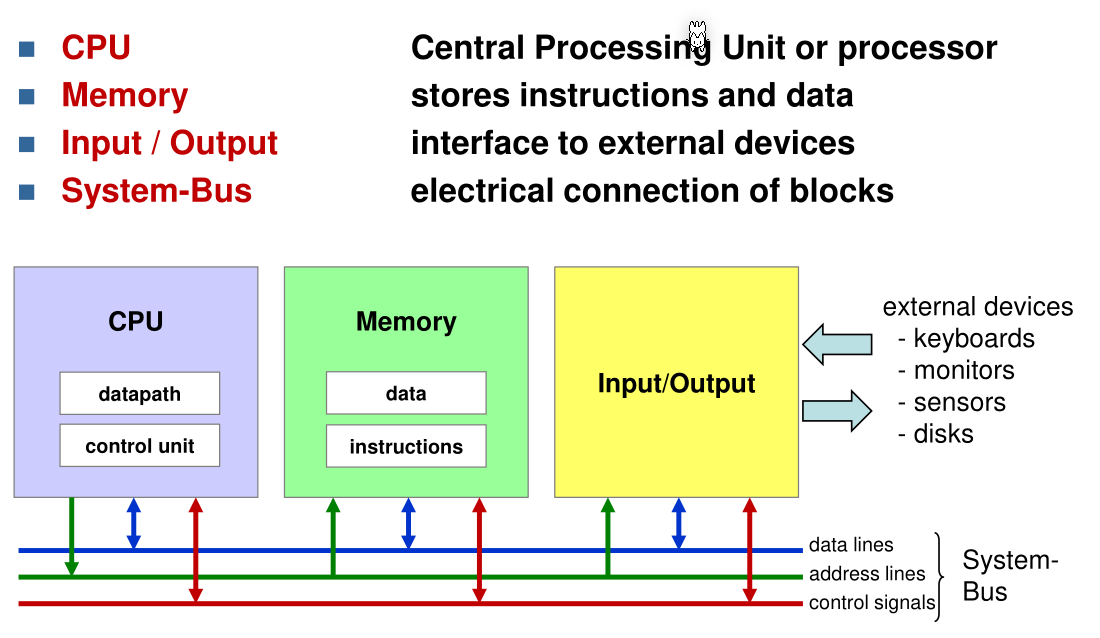 CPU Central Processing Unit or processor
Memory stores instructions and data
Input / Output interface to external devices
System-Bus electrical connection of blocks
CPU
datapath
control unit
Memory
data
instructions
Input/Output
external devices
- keyboards
- monitors
- sensors
- disks
data lines
address lines
control signals
System-
Bus